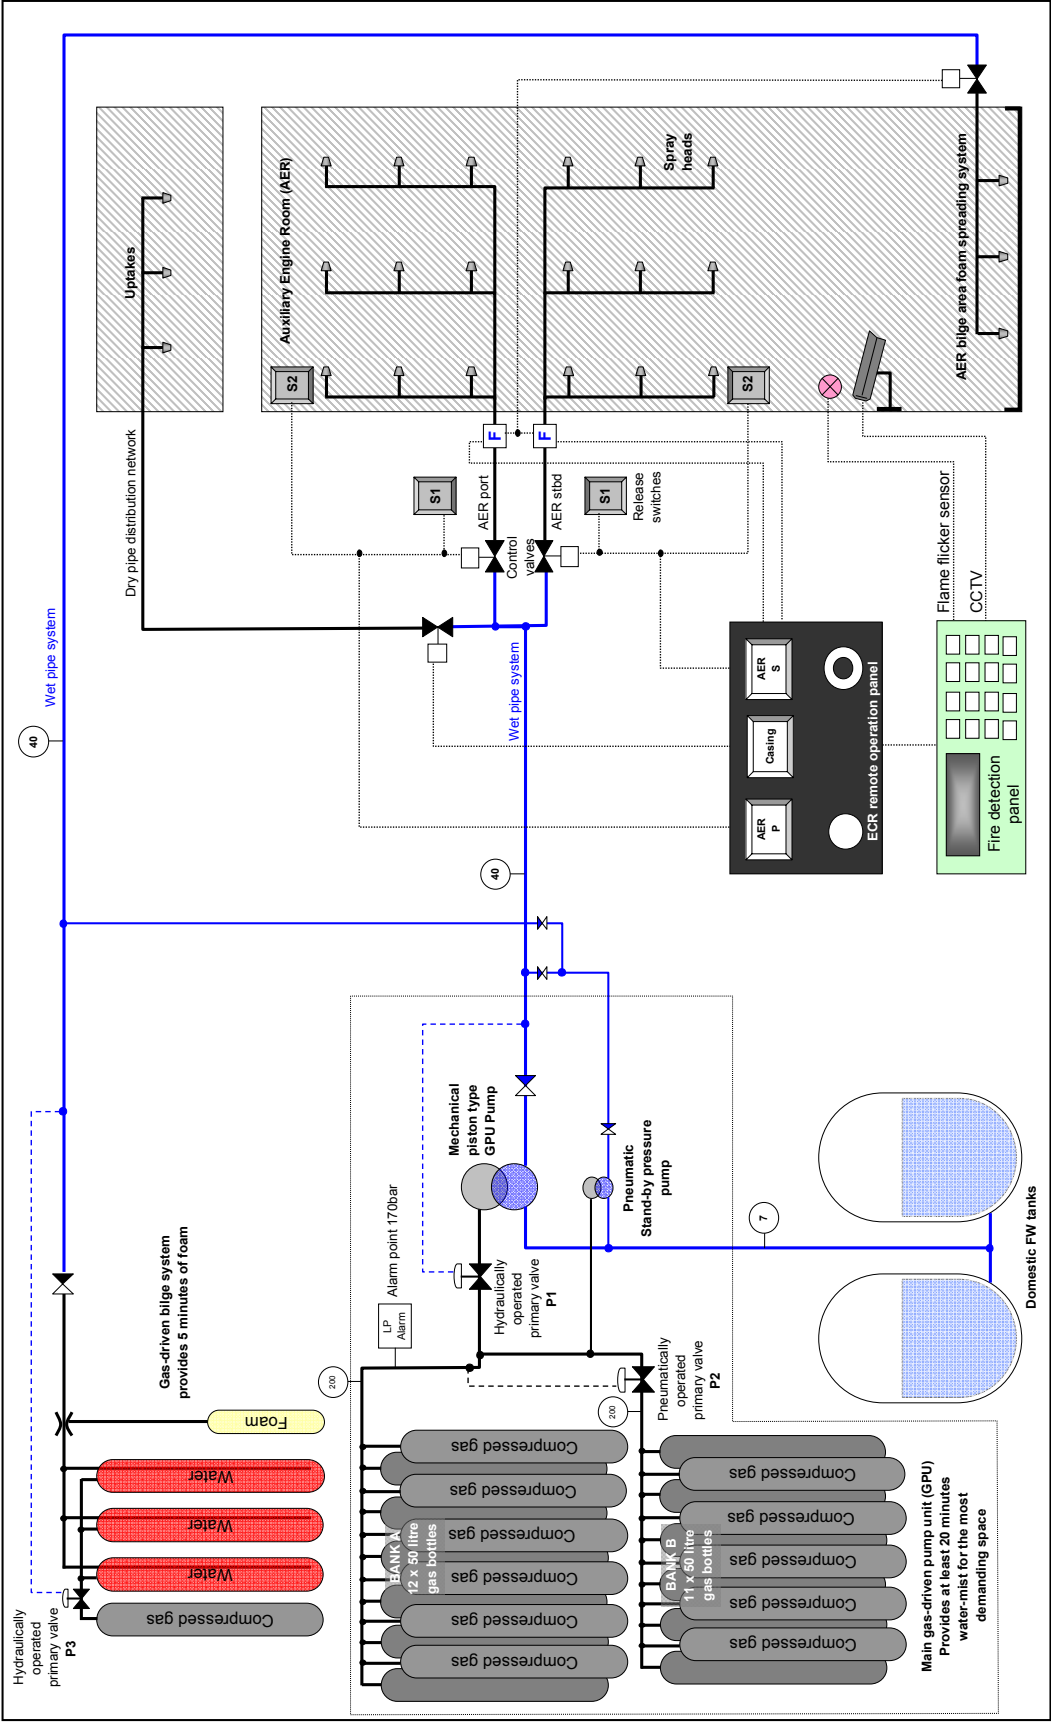 Wet pipe system
40
Uptakes
Dry pipe distribution network
Auxiliary Engine Room (AER)
Spray
heads
AER bilge area foam spreading system
S2
S2
F
F
S1
S1
AER port
AER stbd
Release
switches
Control
valves
Wet pipe system
40
Flame flicker sensor
CCTV
AER
P
Casing
AER
S
ECR remote operation panel
Fire detection
panel
Mechanical
piston type
GPU Pump
Pneumatic
Stand-by pressure
pump
7
Domestic FW tanks
Gas-driven bilge system
provides 5 minutes of foam
Alarm point 170bar
LP
Alarm
200
Hydraulically
operated
primary valve
P1
200
Pneumatically
operated
primary valve
P2
Hydraulically
operated
primary valve
P3
Foam
Water
Water
Water
Compressed gas
Compressed gas
Compressed gas
Compressed gas
Compressed gas
Compressed gas
Compressed gas
BANK A
12 x 50 litre
gas bottles
Compressed gas
Compressed gas
Compressed gas
Compressed gas
Compressed gas
BANK B
11 x 50 litre
gas bottles
Main gas-driven pump unit (GPU)
Provides at least 20 minutes
water-mist for the most
demanding space